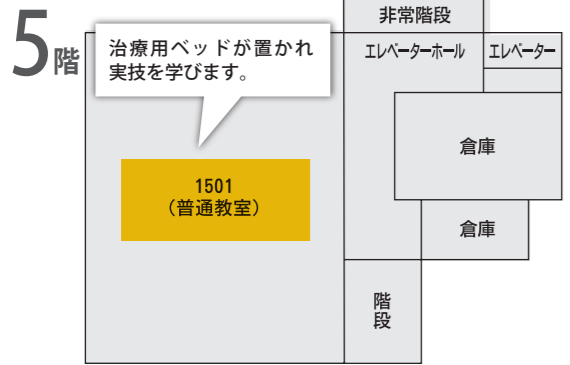 5階
治療用ベッドが置かれ
実技を学びます。
非常階段
エレベーターホール
エレベーター
倉庫
1501
（普通教室）
倉庫
階段